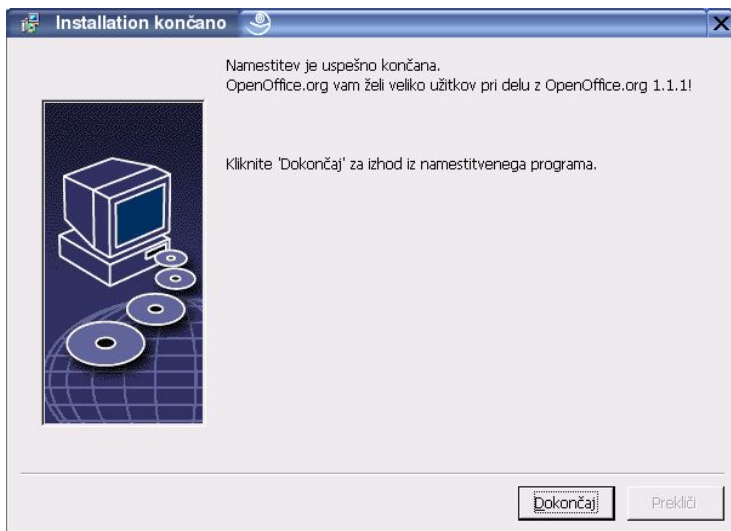 Installation končano
Namestitev je uspešno končana.
OpenOffice.org vam želi veliko užitkov pri delu z OpenOffice.org 1.1.1!
Kliknite 'Dokončaj' za izhod iz namestitvenega programa.
Dokončaj
Prekliči